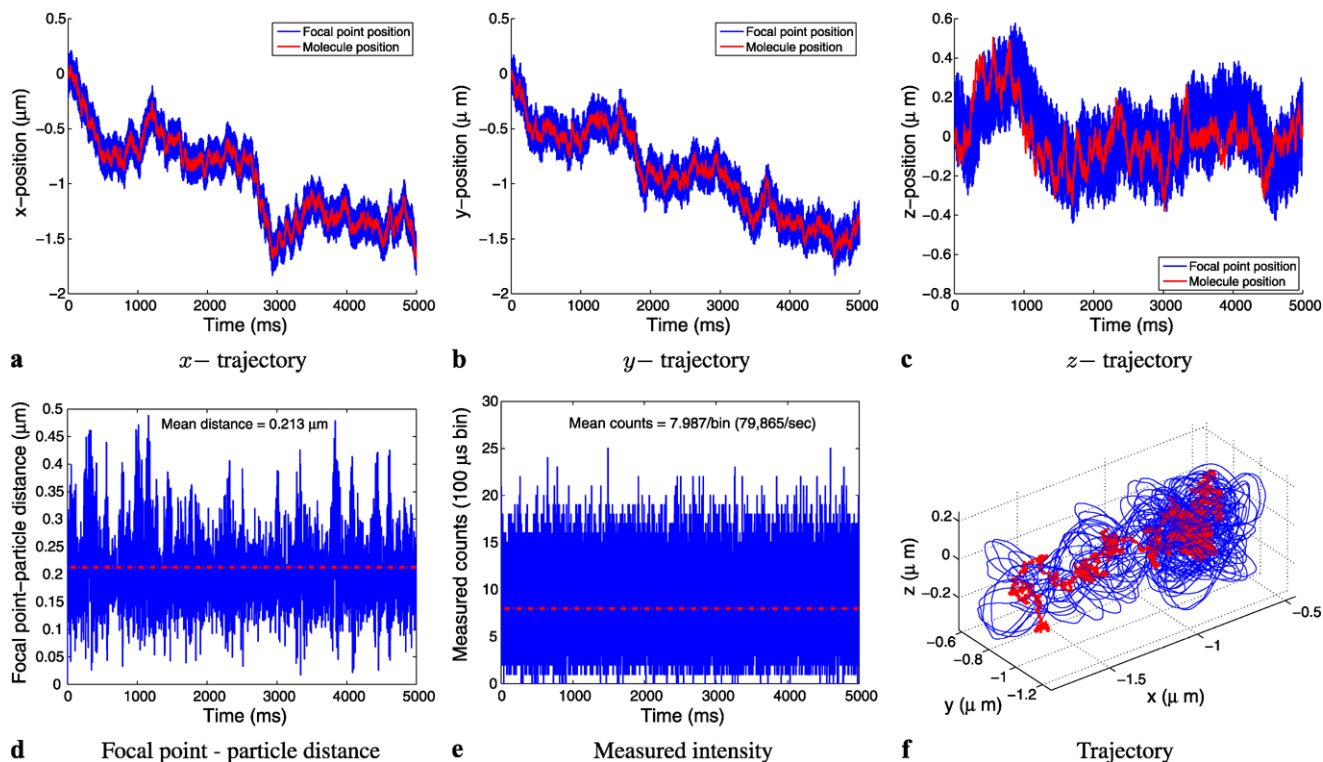 0.5
0
−0.5
−1
−1.5
−2
x−position (μm)
0 1000 2000 3000 4000 5000
Time (ms)
Focal point position
Molecule position
a x− trajectory
0.5
0
−0.5
−1
−1.5
−2
y−position (μ m)
0 1000 2000 3000 4000 5000
Time (ms)
Focal point position
Molecule position
b y− trajectory
0.8
0.6
0.4
0.2
0
−0.2
−0.4
−0.6
−0.8
z−position (μ m)
0 1000 2000 3000 4000 5000
Time (ms)
Focal point position
Molecule position
c z− trajectory
0.5
0.45
0.4
0.35
0.3
0.25
0.2
0.15
0.1
0.05
0
Focal point−particle distance (μm)
Mean distance = 0.213 μm
0 1000 2000 3000 4000 5000
Time (ms)
d Focal point - particle distance
30
25
20
15
10
5
0
Measured counts (100 μs bin)
Mean counts = 7.987/bin (79,865/sec)
0 1000 2000 3000 4000 5000
Time (ms)
e Measured intensity
0.2
0
−0.2
z (μ m)
−0.6
−0.8
−1
−1.2
y (μ m)
−1.5
−1
−0.5
x (μ m)
f Trajectory